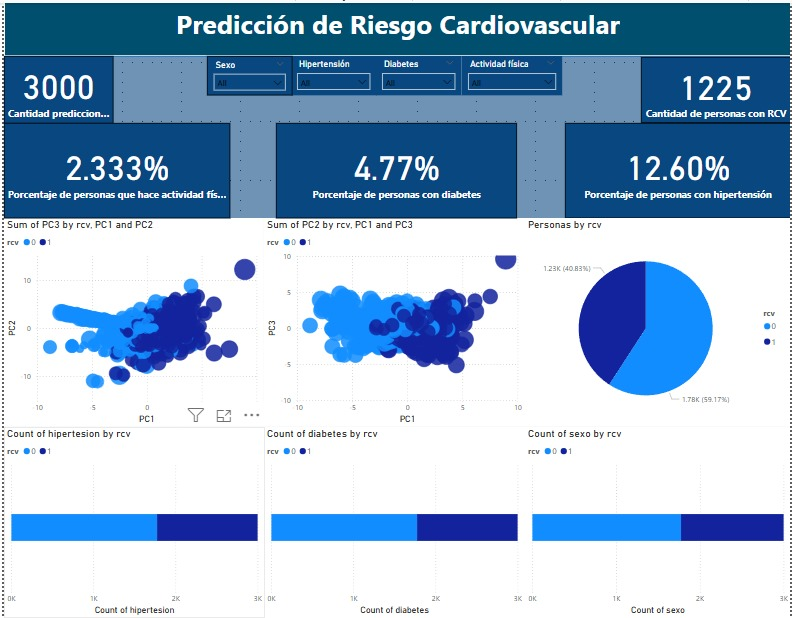 Predicción de Riesgo Cardiovascular
3000
Cantidad prediccion...
Sexo
All
Hipertensión
All
Diabetes
All
Actividad física
All
1225
Cantidad de personas con RCV
2.333%
Porcentaje de personas que hace actividad fís...
4.77%
Porcentaje de personas con diabetes
12.60%
Porcentaje de personas con hipertensión
Sum of PC3 by rcv, PC1 and PC2
rcv 0 1
PC2
10
0
-10
10
5
0
PC1
Sum of PC2 by rcv, PC1 and PC3
rcv 0 1
PC3
10
5
0
5
10
10
-5
0
5
10
PC1
Personas by rcv
1.23K (40.83%)
1.78K (59.17%)
rcv
0
1
Count of hipertesion by rcv
rcv 0 1
0K 1K 2K 3K
Count of hipertesion
Count of diabetes by rcv
rcv 0 1
0K 1K 2K 3K
Count of diabetes
Count of sexo by rcv
rcv 0 1
0K 1K 2K 3K
Count of sexo